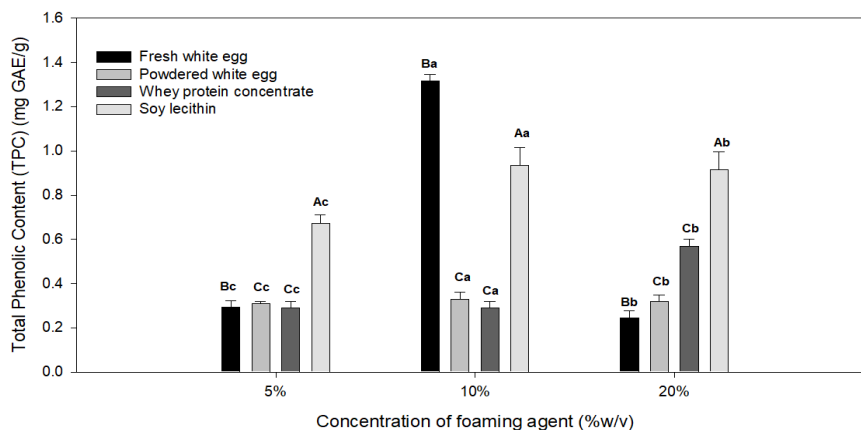 Total Phenolic Content (TPC) (mg GAE/g)
1.6
1.4
1.2
1.0
0.8
0.6
0.4
0.2
0.0
Fresh white egg
Powdered white egg
Whey protein concentrate
Soy lecithin
Bc
Cc
Cc
Ac
Ba
Ca
Ca
Aa
Bb
Cb
Cb
Ab
5%
10%
20%
Concentration of foaming agent (%w/v)